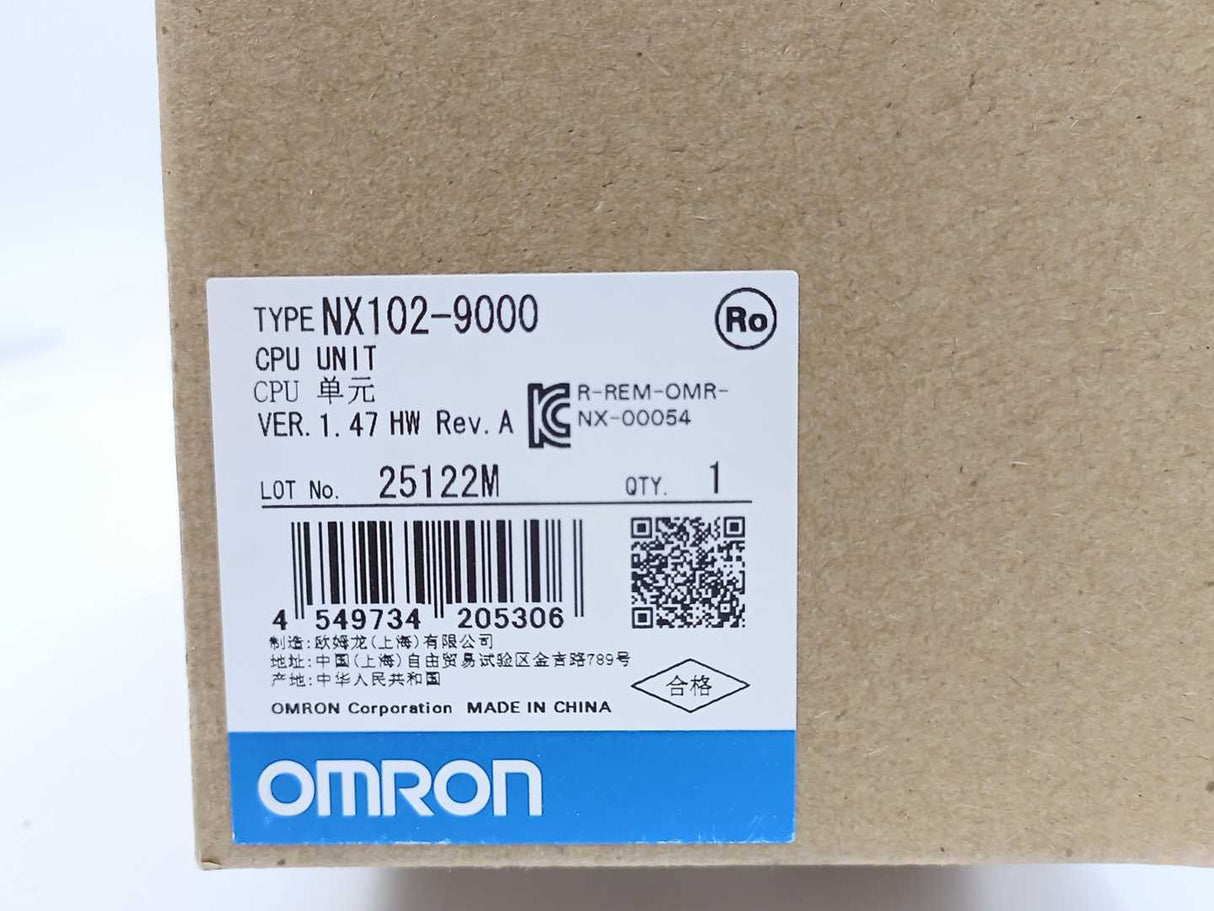 TYPE NX102-9000
Ro
CPU UNIT
CPU 单元
VER. 1.47 HW Rev. A
R-REM-OMR-
NX-00054
LOT No. 25122M QTY. 1
4 549734 205306
制造:欧姆龙(上海)有限公司
地址:中国(上海)自由贸易试验区金吉路789号
产地:中华人民共和国
合格
OMRON Corporation MADE IN CHINA
OMRON